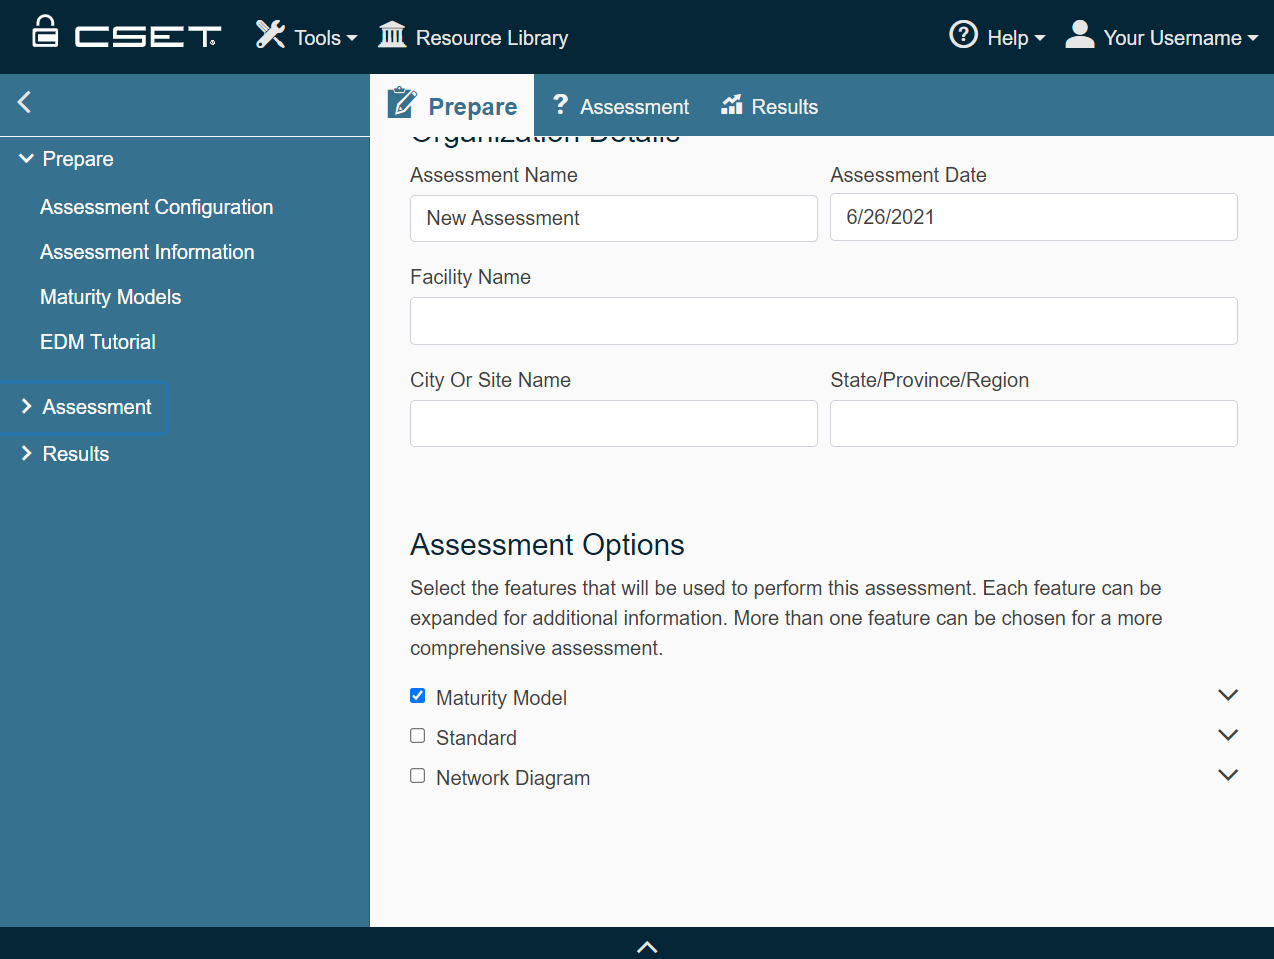 CSET
Tools
Resource Library
Help
Your Username
Prepare
Assessment
Results
Prepare
Assessment Configuration
Assessment Information
Maturity Models
EDM Tutorial
Assessment
Results
Organization Details
Assessment Name
Assessment Date
New Assessment
6/26/2021
Facility Name
City Or Site Name
State/Province/Region
Assessment Options
Select the features that will be used to perform this assessment. Each feature can be
expanded for additional information. More than one feature can be chosen for a more
comprehensive assessment.
Maturity Model
Standard
Network Diagram